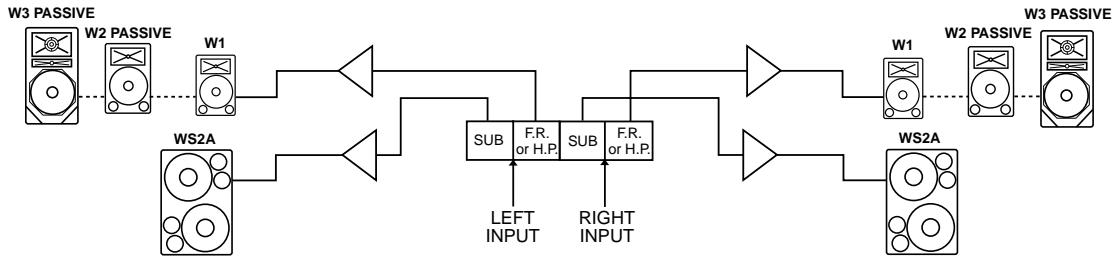 W3 PASSIVE
W2 PASSIVE
W1
W3 PASSIVE
W2 PASSIVE
W1
WS2A
WS2A
SUB
F.R.
or H.P.
SUB
F.R.
or H.P.
LEFT
INPUT
RIGHT
INPUT